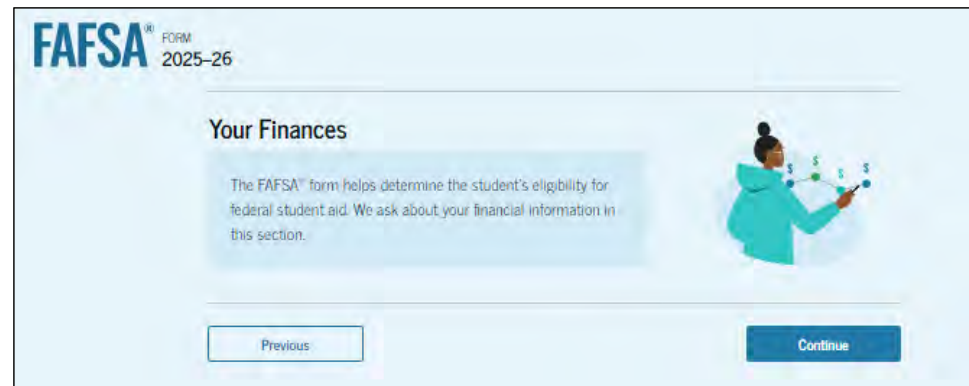 FAFSA® FORM
2025–26
Your Finances
The FAFSA® form helps determine the student's eligibility for
federal student aid. We ask about your financial information in
this section.
$ $ $ $
Previous
Continue